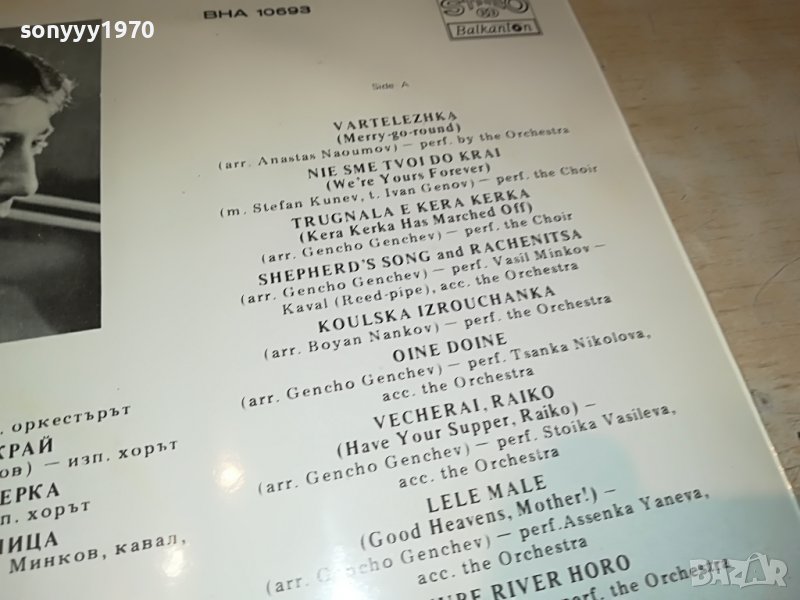 sonyyy1970
ВНА 10693
STEREO
Balkanton
Side A
VARTELEZHKA
(Merry-go-round)
(arr. Anastas Naoumov) — perf. by the Orchestra
NIE SME TVOI DO KRAI
(We're Yours Forever)
(m. Stefan Kunev, t. Ivan Genov) — perf. the Choir
TRUGNALA E KERA KERKA
(Kera Kerka Has Marched Off)
(arr. Gencho Genchev) — perf. the Choir
SHEPHERD'S SONG and RACHENITSA
(arr. Gencho Genchev) — perf. Vasil Minkov —
Kaval (Reed-pipe), acc. the Orchestra
KOULSKA IZROUCHANKA
(arr. Boyan Nankov) — perf. the Orchestra
OINE DOINE
(arr. Gencho Genchev) — perf. Tsanka Nikolova,
acc. the Orchestra
VECHERAI, RAIKO
(Have Your Supper, Raiko) —
(arr. Gencho Genchev) — perf. Stoika Vasileva,
acc. the Orchestra
LELE MALE
(Good Heavens, Mother!) —
(arr. Gencho Genchev) — perf. Assenka Yaneva,
acc. the Orchestra
RIVER HORO
perf. the Orchestra
. оркестърът
КРАЙ
ов) — изп. хорът
ЕРКА
п. хорът
НИЦА
Минков, кавал,
BAZAR